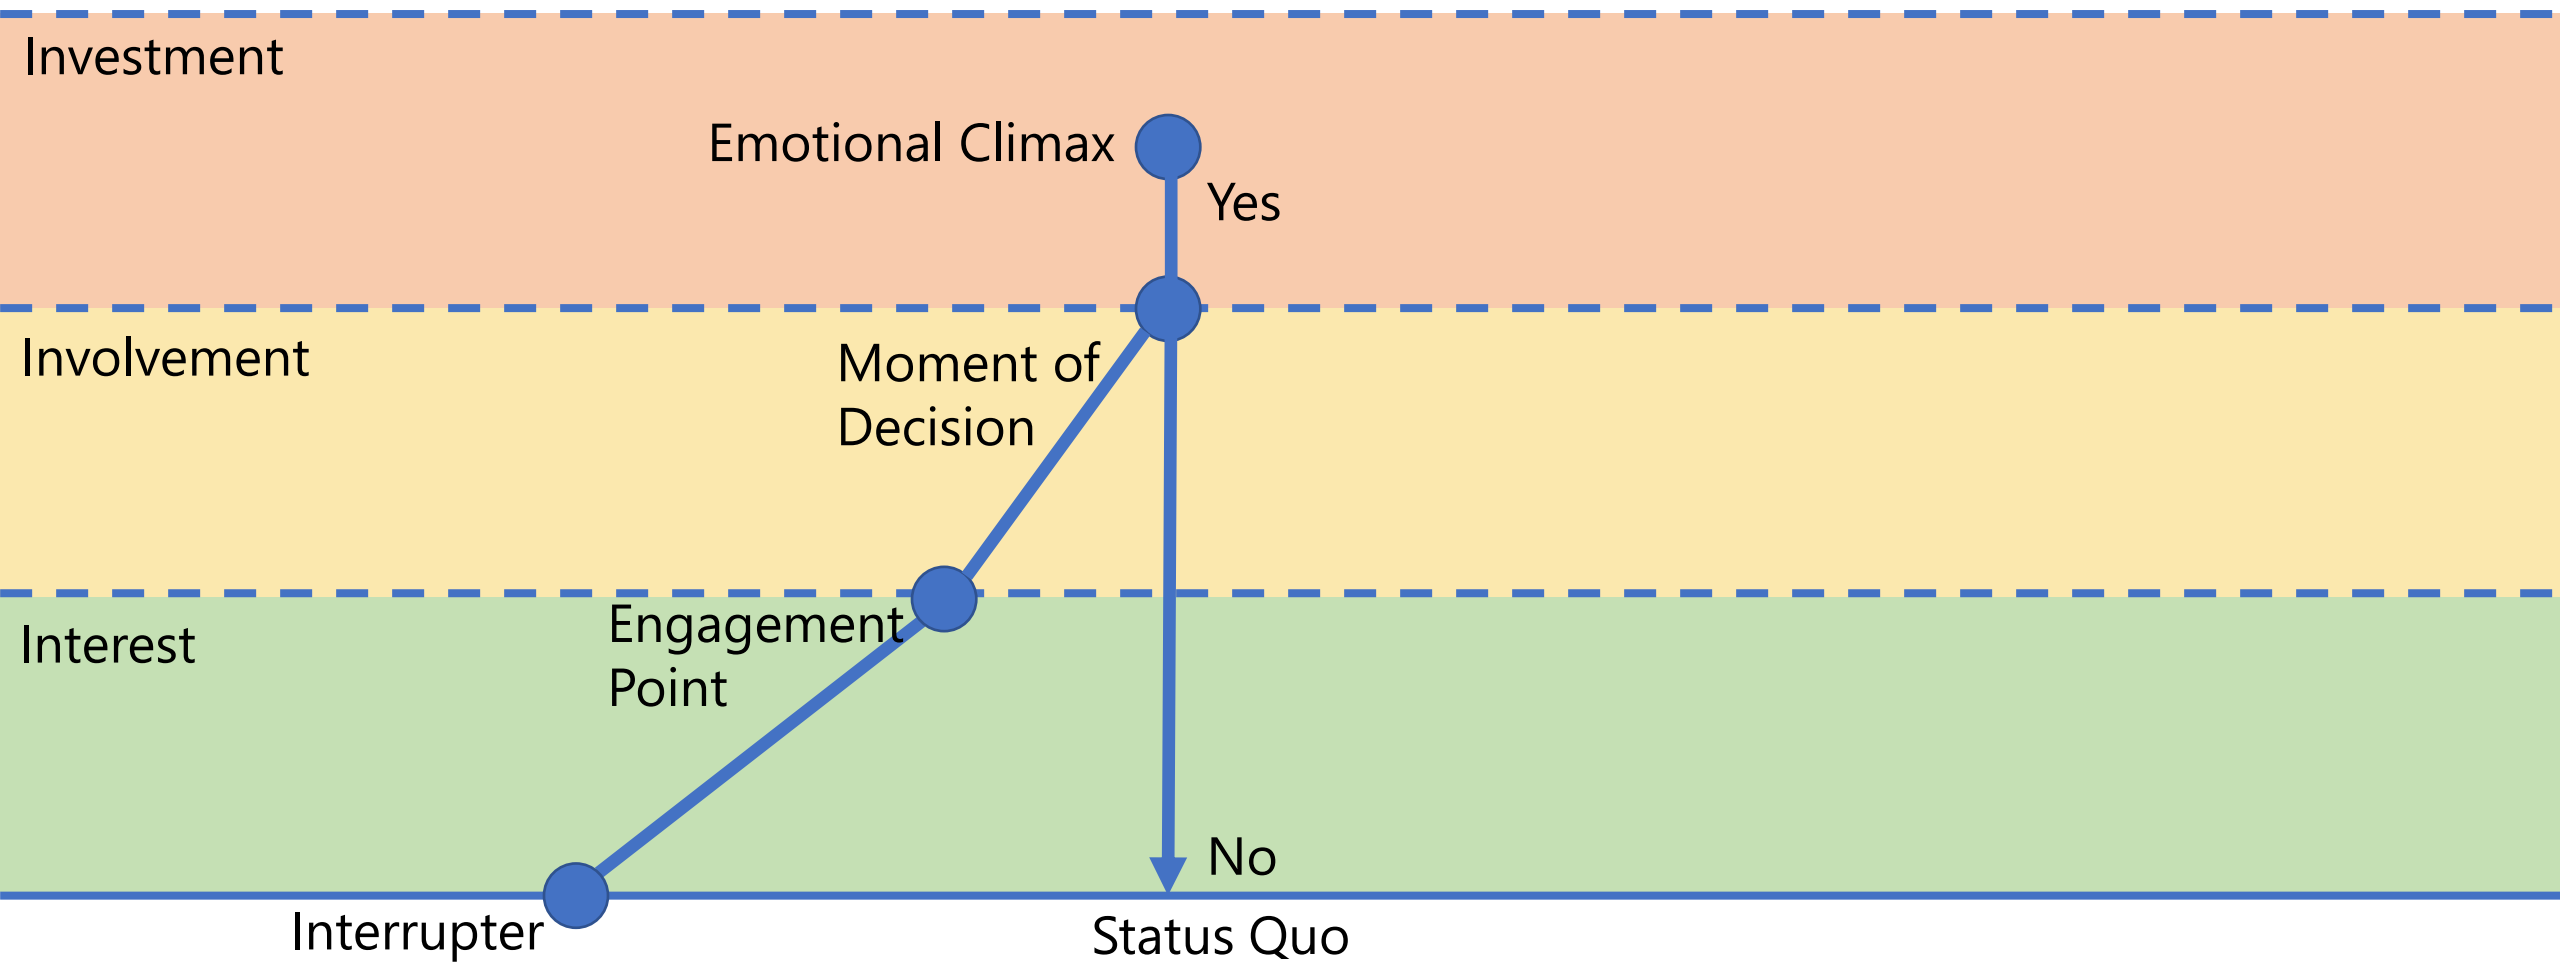 Investment
Emotional Climax
Yes
Involvement
Moment of
Decision
Engagement
Point
Interest
No
Interrupter
Status Quo